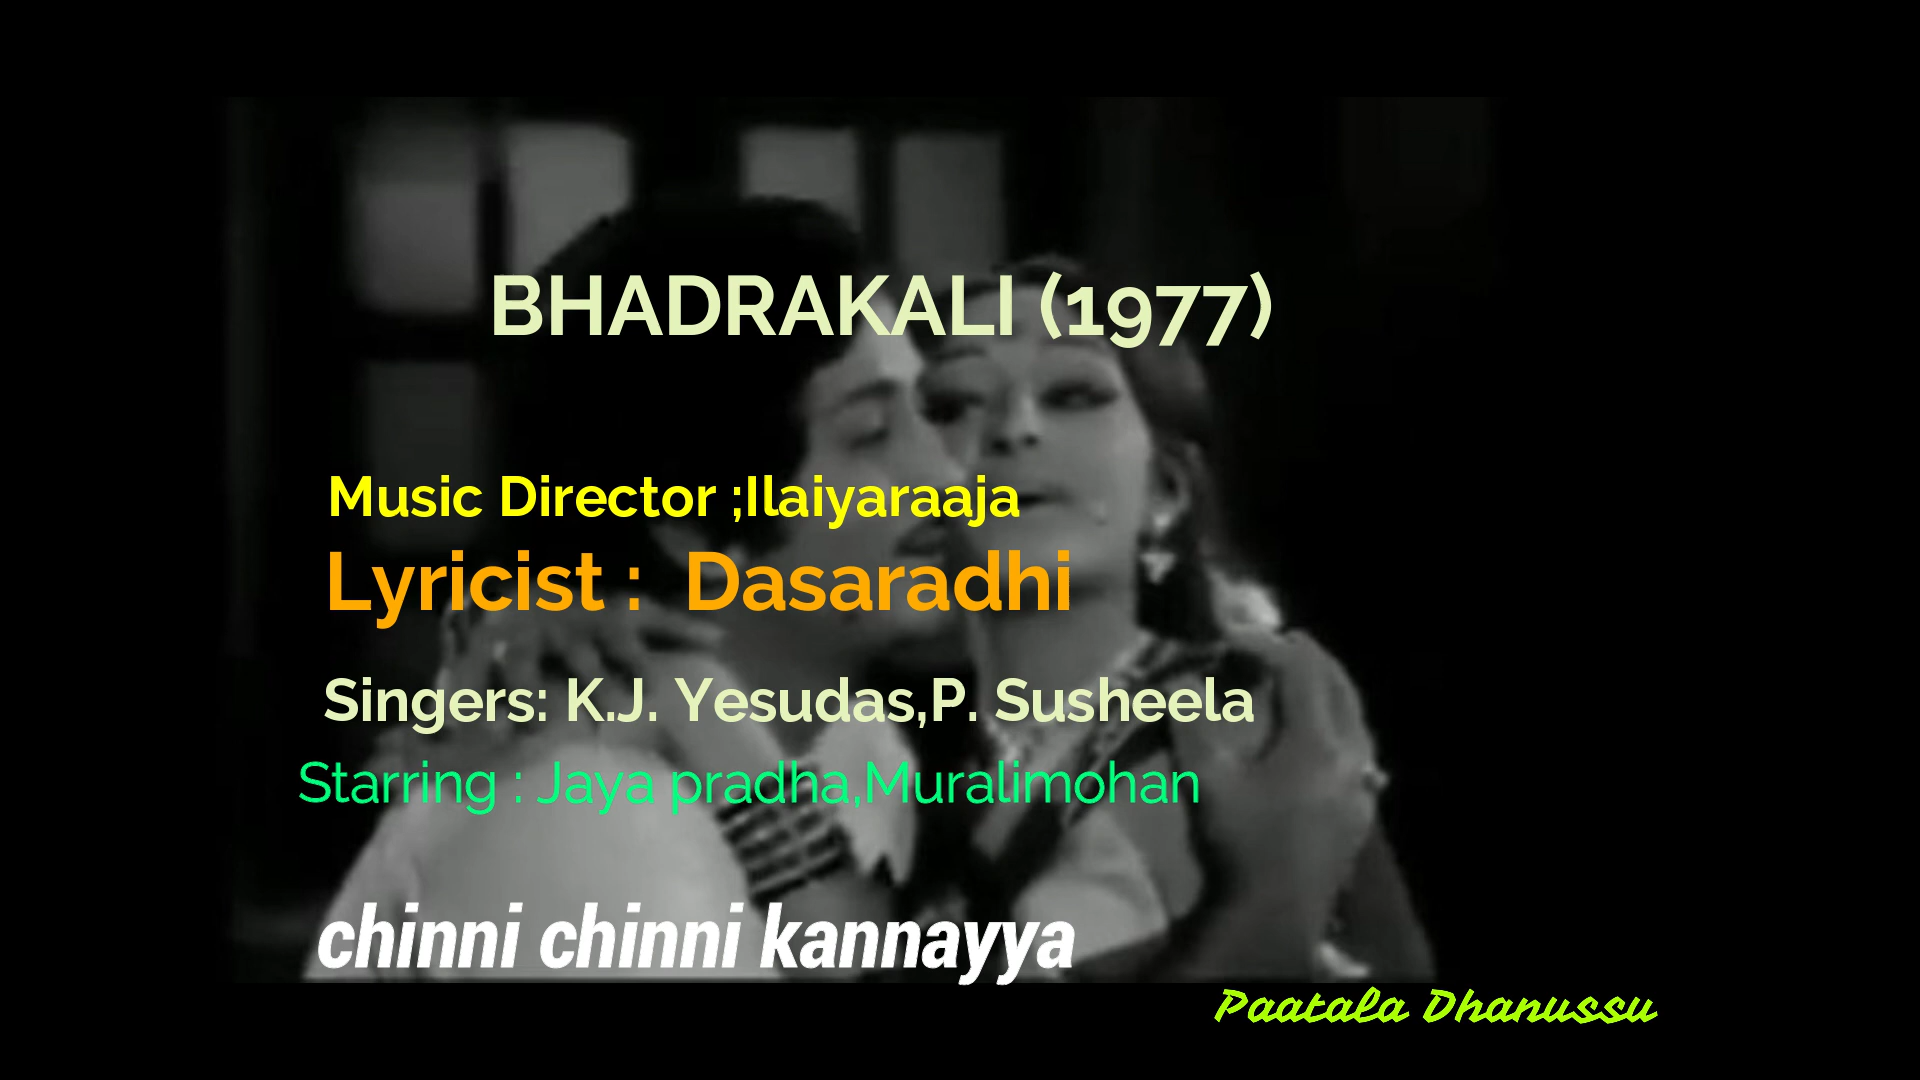 BHADRAKALI (1977)
Music Director ;Ilaiyaraaja
Lyricist :  Dasaradhi
Singers: K.J. Yesudas,P. Susheela
Starring : Jaya pradha,Muralimohan
chinni chinni kannayya
Paatala Dhanussu